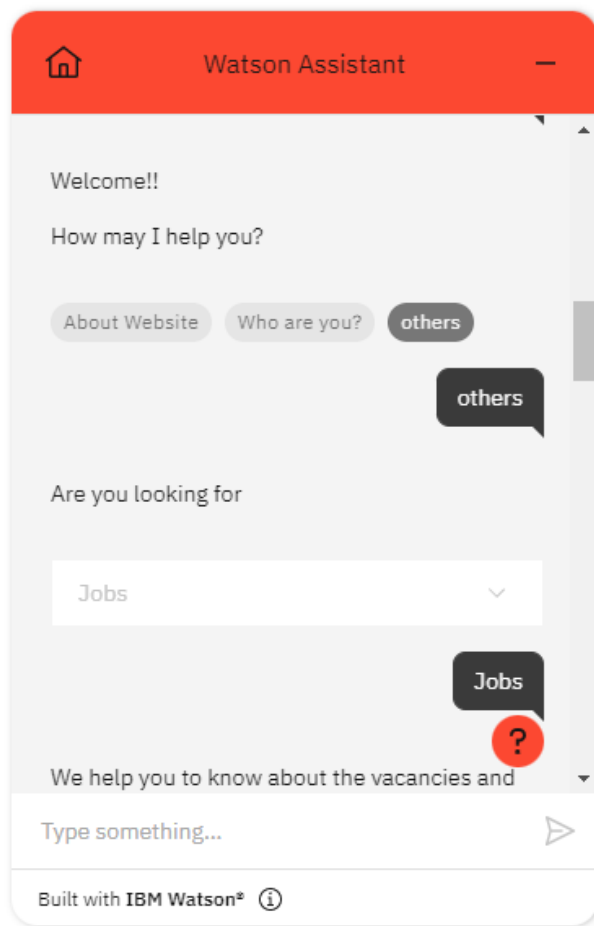 Watson Assistant
Welcome!!
How may I help you?
About Website Who are you? others
others
Are you looking for
Jobs
Jobs
?
We help you to know about the vacancies and
Type something...
Built with IBM Watson®